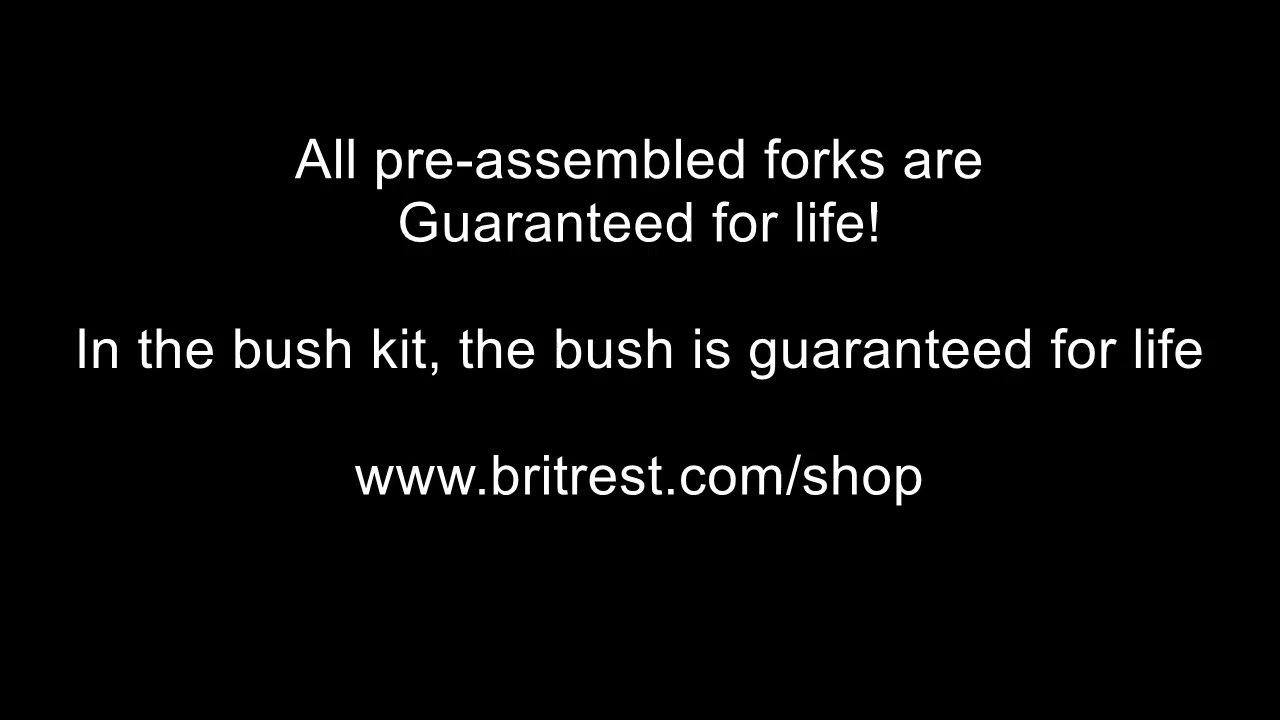 All pre-assembled forks are
Guaranteed for life!
In the bush kit, the bush is guaranteed for life
www.britrest.com/shop